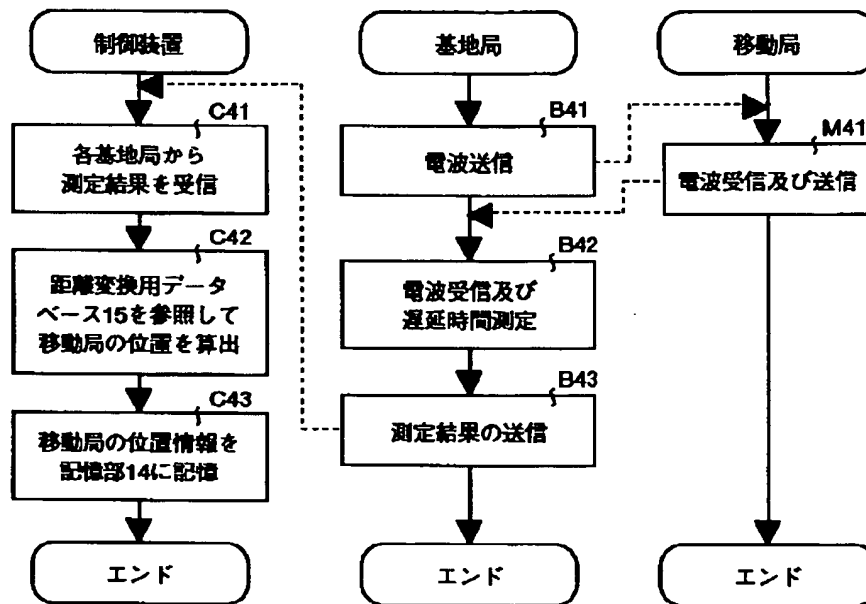 制御装置
C41
各基地局から
測定結果を受信
C42
距離変換用データ
ベース15を参照して
移動局の位置を算出
C43
移動局の位置情報を
記憶部14に記憶
エンド
基地局
B41
電波送信
B42
電波受信及び
遅延時間測定
B43
測定結果の送信
エンド
移動局
M41
電波受信及び送信
エンド